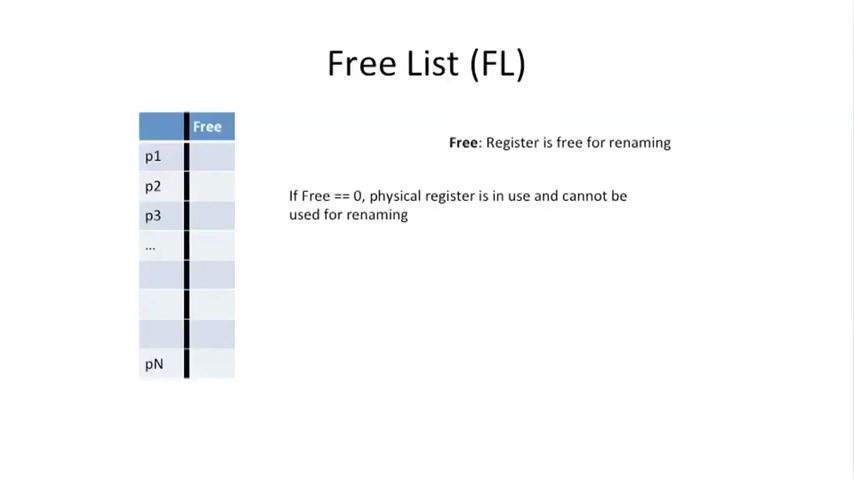 Free List (FL)
Free
Free: Register is free for renaming
p1
p2
If Free == 0, physical register is in use and cannot be
used for renaming
p3
...
pN